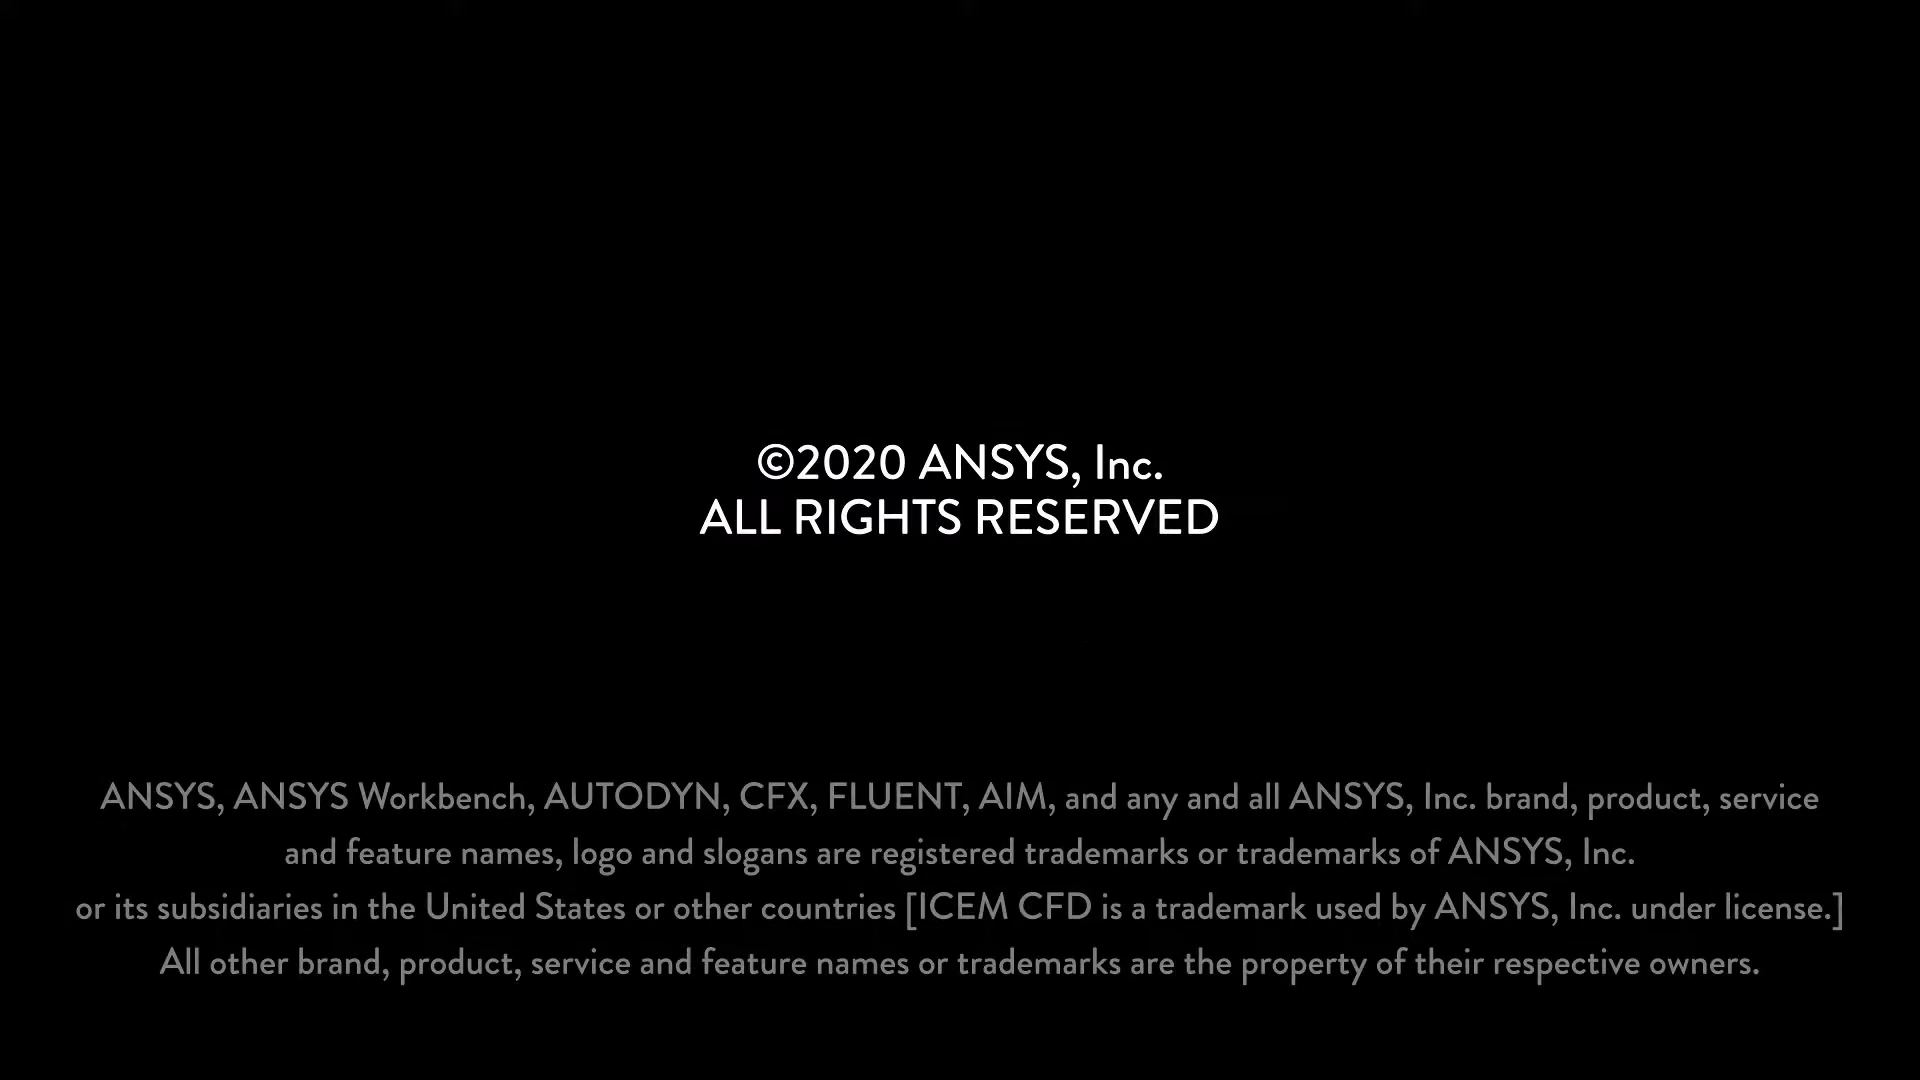 ©2020 ANSYS, Inc.
ALL RIGHTS RESERVED
ANSYS, ANSYS Workbench, AUTODYN, CFX, FLUENT, AIM, and any and all ANSYS, Inc. brand, product, service
and feature names, logo and slogans are registered trademarks or trademarks of ANSYS, Inc.
or its subsidiaries in the United States or other countries [ICEM CFD is a trademark used by ANSYS, Inc. under license.]
All other brand, product, service and feature names or trademarks are the property of their respective owners.